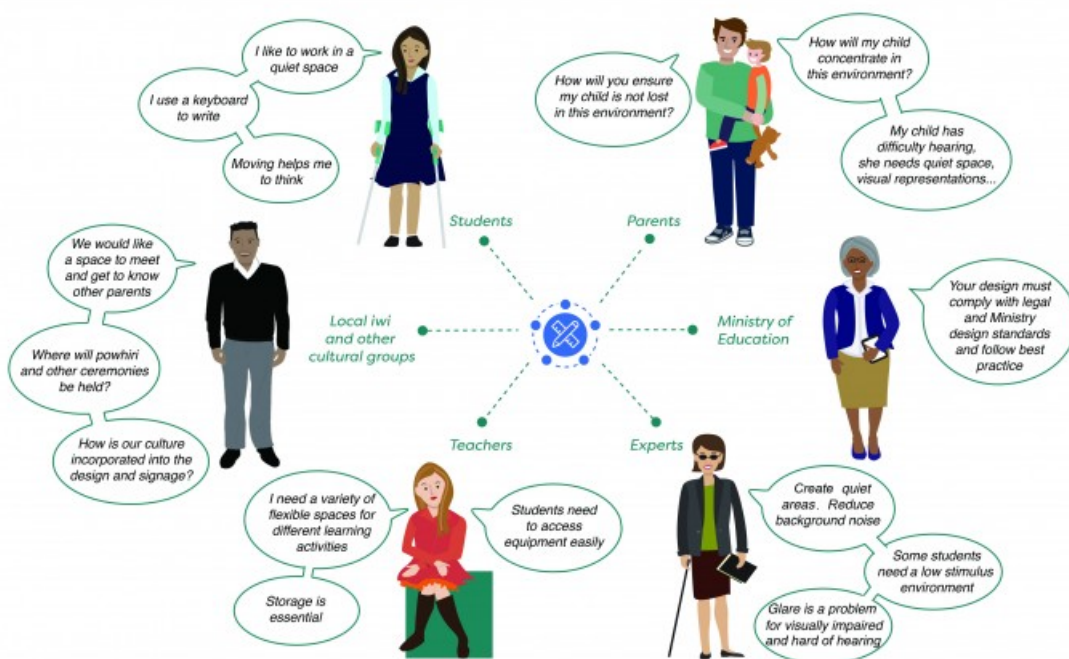 I like to work in a
quiet space
I use a keyboard
to write
Moving helps me
to think
Students
How will you ensure
my child is not lost
in this environment?
How will my child
concentrate in
this environment?
My child has
difficulty hearing,
she needs quiet space,
visual representations...
Parents
We would like
a space to meet
and get to know
other parents
Where will powhiri
and other ceremonies
be held?
How is our culture
incorporated into the
design and signage?
Local iwi
and other
cultural groups
Ministry of
Education
Your design must
comply with legal
and Ministry
design standards
and follow best
practice
Teachers
I need a variety of
flexible spaces for
different learning
activities
Storage is
essential
Students need
to access
equipment easily
Experts
Create quiet
areas. Reduce
background noise
Some students
need a low stimulus
environment
Glare is a problem
for visually impaired
and hard of hearing